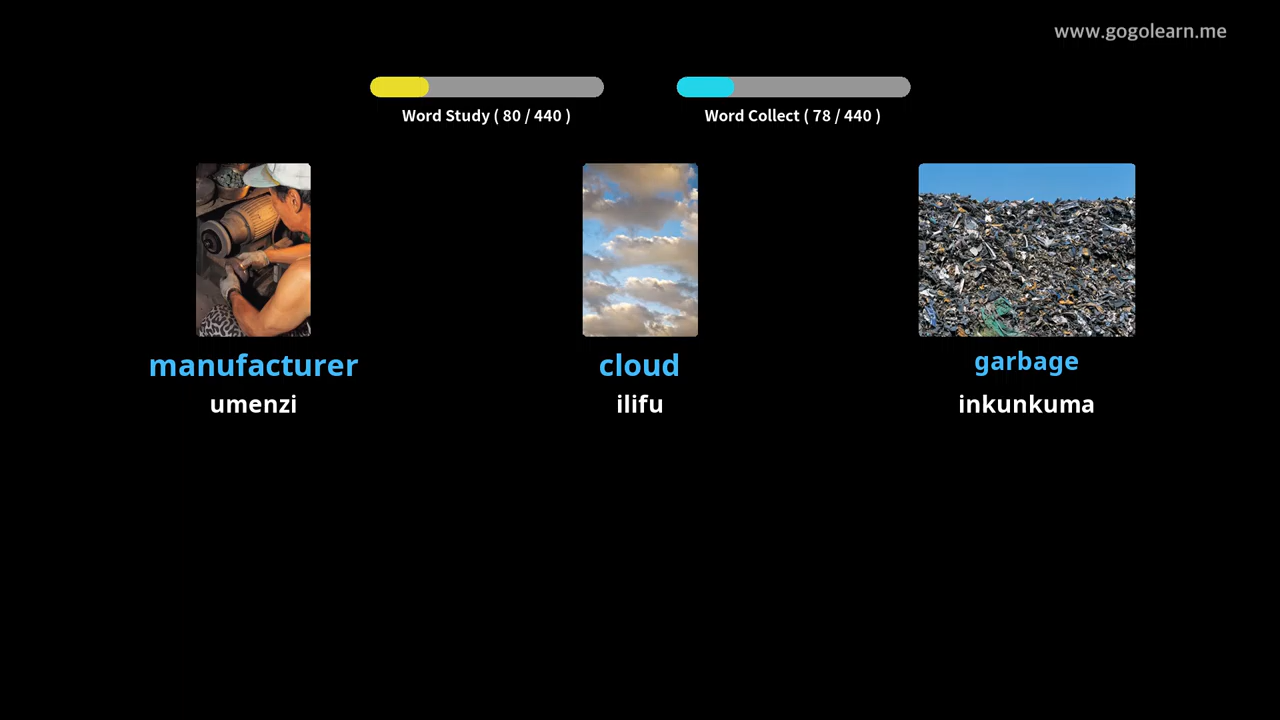 www.gogolearn.me
Word Study ( 80 / 440 )
Word Collect ( 78 / 440 )
manufacturer
umenzi
cloud
ilifu
garbage
inkunkuma